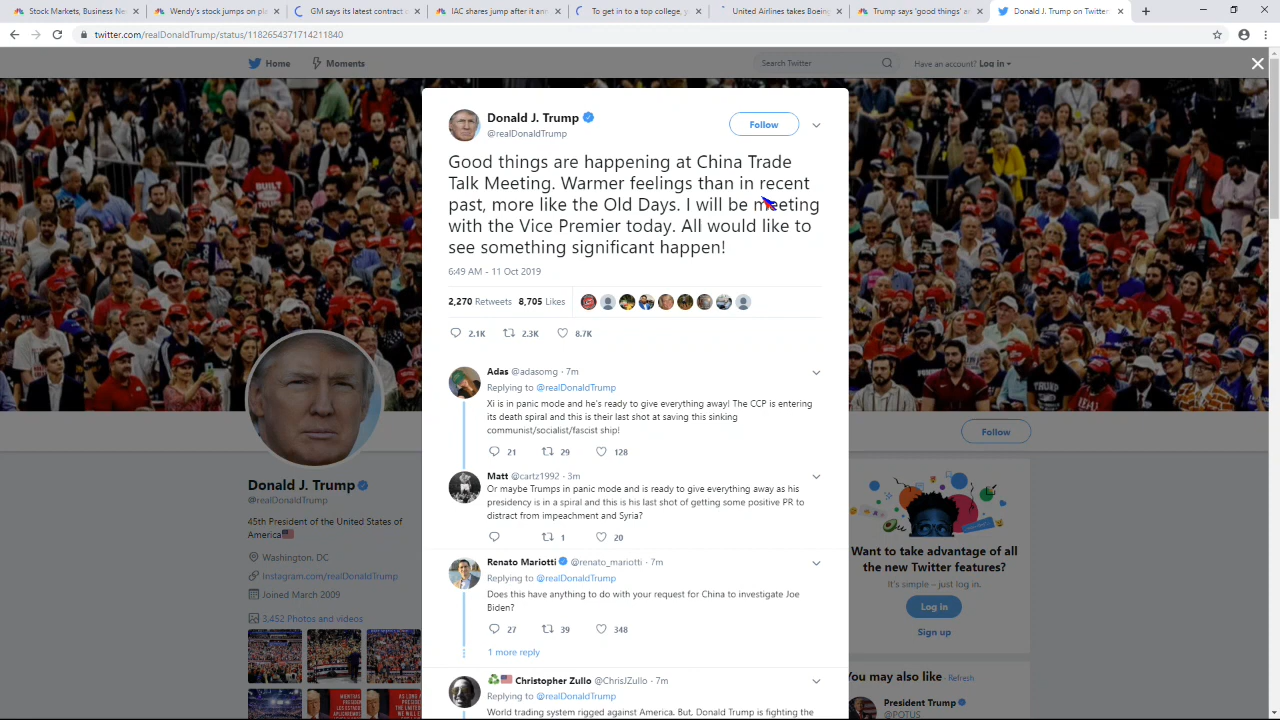 CNBC Stocks, Business Ne
Wendy's stock jumps on pla
GM says its latest contract o
IAC shares jump after it anno
To get in to a top college, yo
United Airlines takes Boeing
Trump says 'good things' ar
Donald J. Trump on Twitter
twitter.com/realDonaldTrump/status/1182654371714211840
Home
Moments
Search Twitter
Have an account? Log in
Donald J. Trump
@realDonaldTrump
Follow
Good things are happening at China Trade
Talk Meeting. Warmer feelings than in recent
past, more like the Old Days. I will be meeting
with the Vice Premier today. All would like to
see something significant happen!
6:49 AM - 11 Oct 2019
2,270 Retweets 8,705 Likes
2.1K 2.3K 8.7K
Adas @adasomg · 7m
Replying to @realDonaldTrump
Xi is in panic mode and he's ready to give everything away! The CCP is entering
its death spiral and this is their last shot at saving this sinking
communist/socialist/fascist ship!
21 29 128
Matt @cartz1992 · 3m
Or maybe Trumps in panic mode and is ready to give everything away as his
presidency is in a spiral and this is his last shot of getting some positive PR to
distract from impeachment and Syria?
1 20
Renato Mariotti @renato_mariotti · 7m
Replying to @realDonaldTrump
Does this have anything to do with your request for China to investigate Joe
Biden?
27 39 348
1 more reply
Christopher Zullo @ChrisJZullo · 7m
Replying to @realDonaldTrump
World trading system rigged against America. But, Donald Trump is fighting the
Donald J. Trump
@realDonaldTrump
45th President of the United States of
America
Washington, DC
Instagram.com/realDonaldTrump
Joined March 2009
3,452 Photos and videos
Follow
Want to take advantage of all
the new Twitter features?
It's simple – just log in.
Log in
Sign up
You may also like Refresh
President Trump
@POTUS